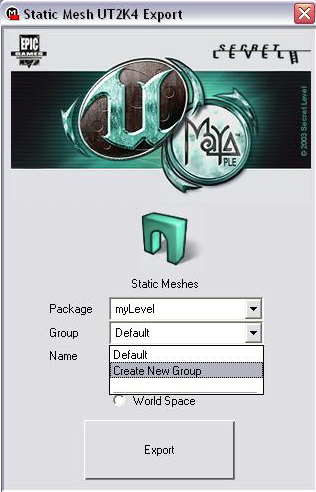 Static Mesh UT2K4 Export
EPIC
GAMES
SECRET
LEVEL
U
MAYA
PLE
© 2003 Secret Level
Static Meshes
Package myLevel
Group Default
Name Default
Create New Group
World Space
Export